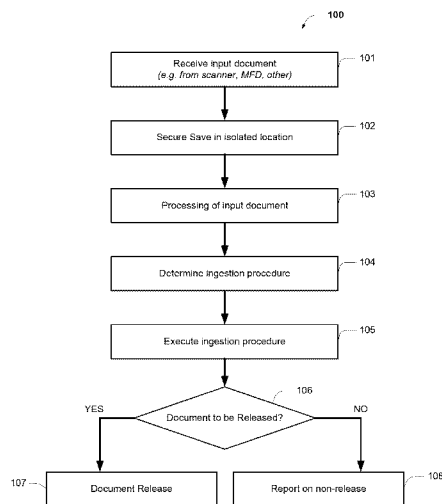 100
Receive input document
(e.g. from scanner, MFD, other)
101
Secure Save in isolated location
102
Processing of input document
103
Determine ingestion procedure
104
Execute ingestion procedure
105
106
YES
Document to be Released?
NO
107
Document Release
Report on non-release
108